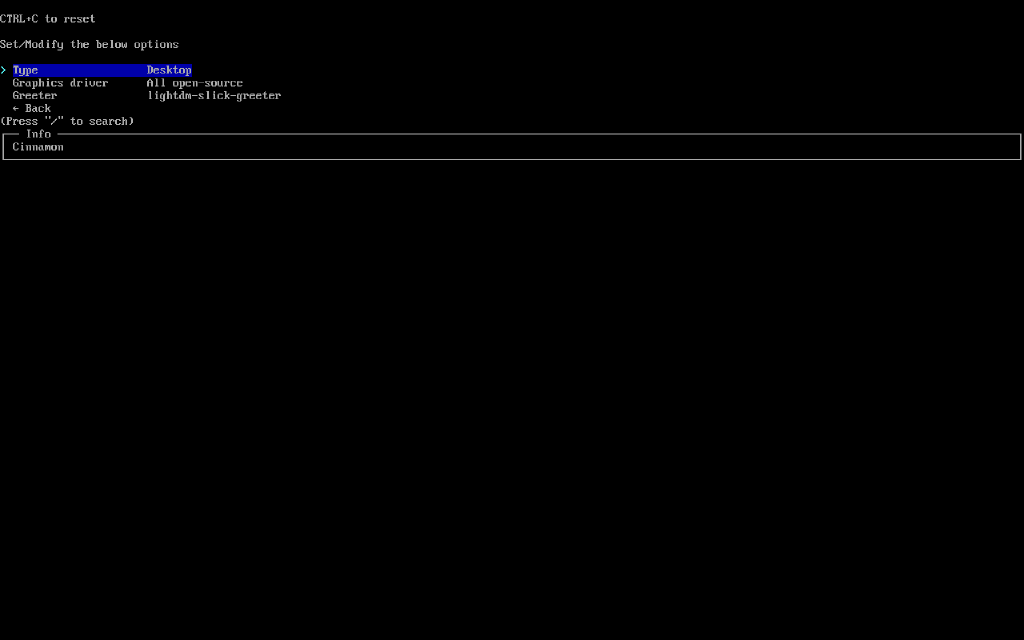 CTRL+C to reset
Set/Modify the below options
> Type Desktop
Graphics driver All open-source
Greeter lightdm-slick-greeter
← Back
(Press "/" to search)
Info
Cinnamon